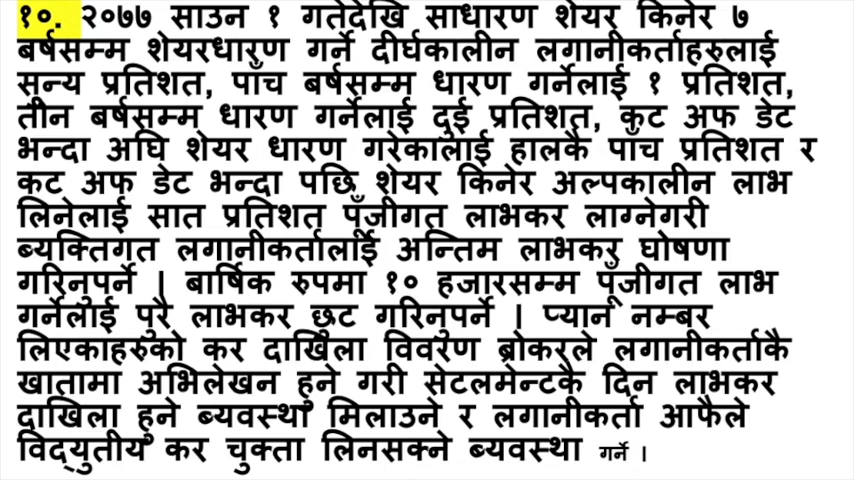 १०. २०७७ साउन १ गतेदेखि साधारण शेयर किनेर ७
बर्षसम्म शेयरधारण गर्ने दीर्घकालीन लगानीकर्ताहरुलाई
सून्य प्रतिशत, पाँच बर्षसम्म धारण गर्नेलाई १ प्रतिशत,
तीन बर्षसम्म धारण गर्नेलाई दुई प्रतिशत, कट अफ डेट
भन्दा अघि शेयर धारण गरेकालाई हालकै पाँच प्रतिशत र
कट अफ डेट भन्दा पछि शेयर किनेर अल्पकालीन लाभ
लिनेलाई सात प्रतिशत पूँजीगत लाभकर लाग्नेगरी
ब्यक्तिगत लगानीकर्तालाई अन्तिम लाभकर घोषणा
गरिनुपर्ने | बार्षिक रुपमा १० हजारसम्म पूँजीगत लाभ
गर्नेलाई पुरै लाभकर छुट गरिनुपर्ने | प्यान नम्बर
लिएकाहरुको कर दाखिला विवरण ब्रोकरले लगानीकर्ताकै
खातामा अभिलेखन हुने गरी सेटलमेन्टकै दिन लाभकर
दाखिला हुने ब्यवस्था मिलाउने र लगानीकर्ता आफैले
विद्युतीय कर चुक्ता लिनसक्ने ब्यवस्था गर्ने |